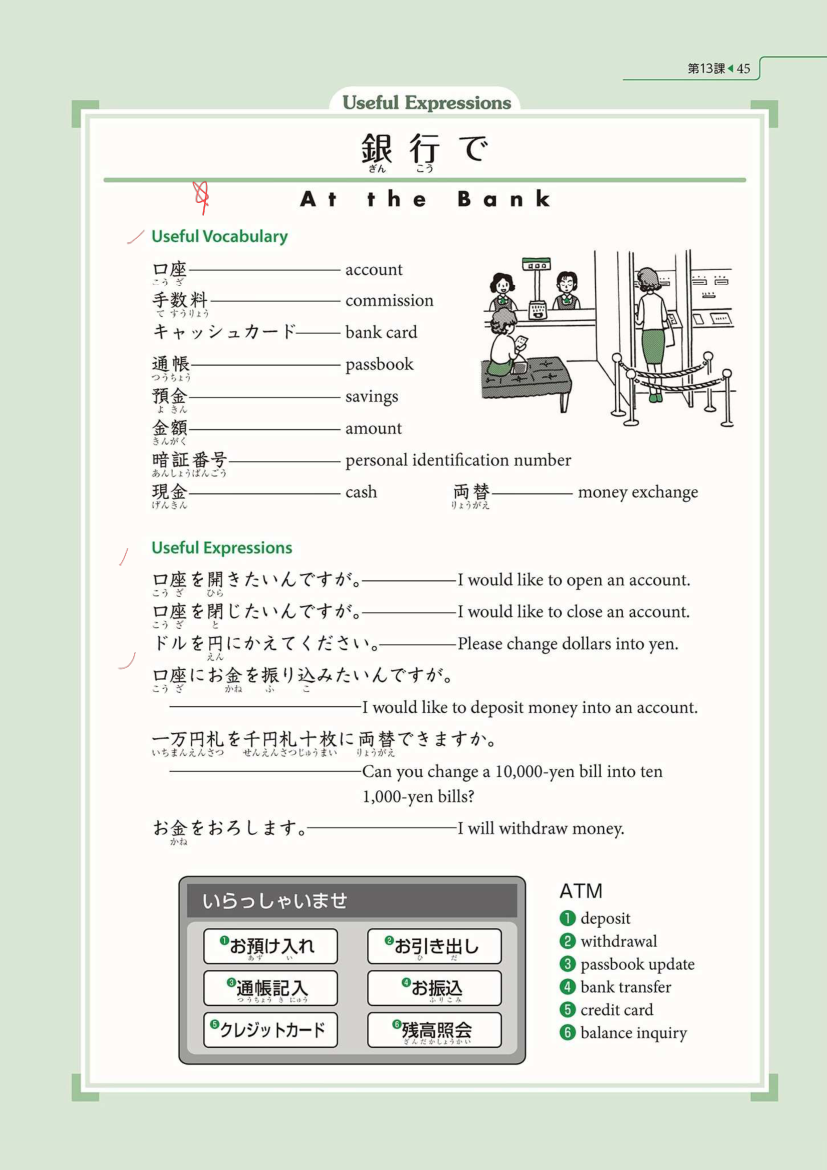 第13課◀45
Useful Expressions
銀行で
ぎん こう
At the Bank
Useful Vocabulary
口座 account
こう ざ
手数料 commission
て すうりょう
キャッシュカード bank card
通帳 passbook
つうちょう
預金 savings
よ きん
金額 amount
きんがく
暗証番号 personal identification number
あんしょうばんごう
現金 cash 両替 money exchange
げんきん りょうがえ
Useful Expressions
口座を開きたいんですが。 I would like to open an account.
こう ざ ひら
口座を閉じたいんですが。 I would like to close an account.
こう ざ と
ドルを円にかえてください。 Please change dollars into yen.
えん
口座にお金を振り込みたいんですが。
こう ざ かね ふ こ
I would like to deposit money into an account.
一万円札を千円札十枚に両替できますか。
いちまんえんさつ せんえんさつじゅうまい りょうがえ
Can you change a 10,000-yen bill into ten
1,000-yen bills?
お金をおろします。 I will withdraw money.
かね
いらっしゃいませ
❶お預け入れ ❷お引き出し
あず い ひ だ
❸通帳記入 ❹お振込
つうちょう き にゅう ふりこみ
❺クレジットカード ❻残高照会
ざんだかしょうかい
ATM
❶ deposit
❷ withdrawal
❸ passbook update
❹ bank transfer
❺ credit card
❻ balance inquiry